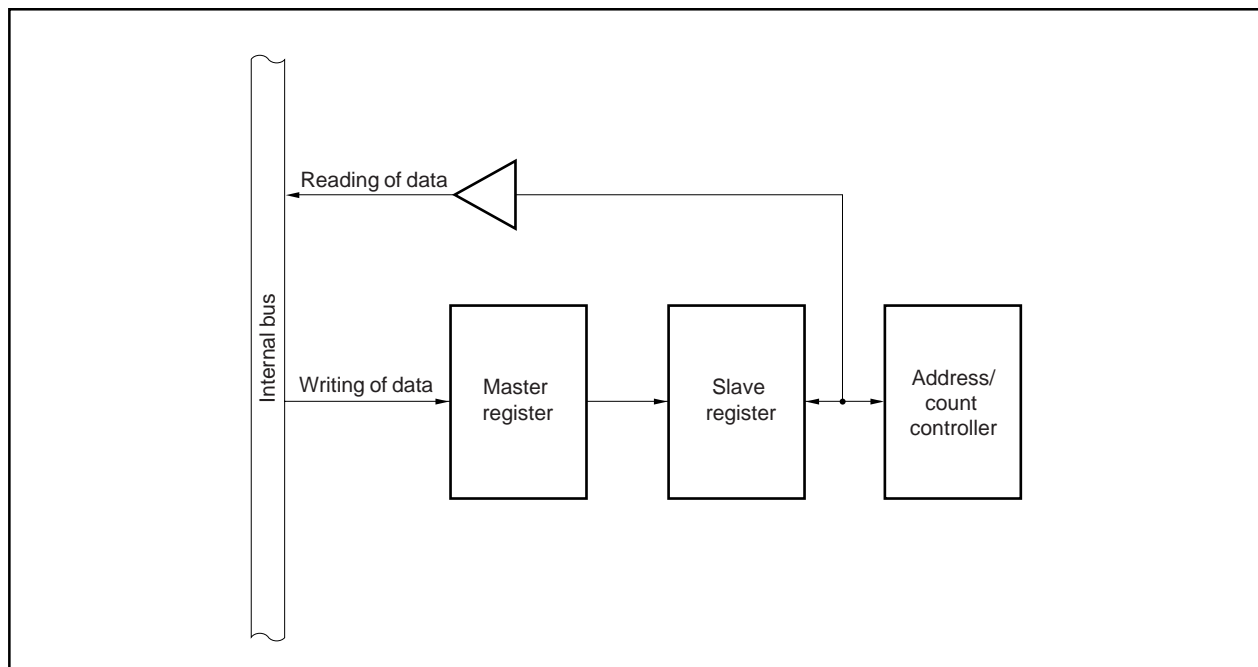 Reading of data
Internal bus
Writing of data
Master
register
Slave
register
Address/
count
controller